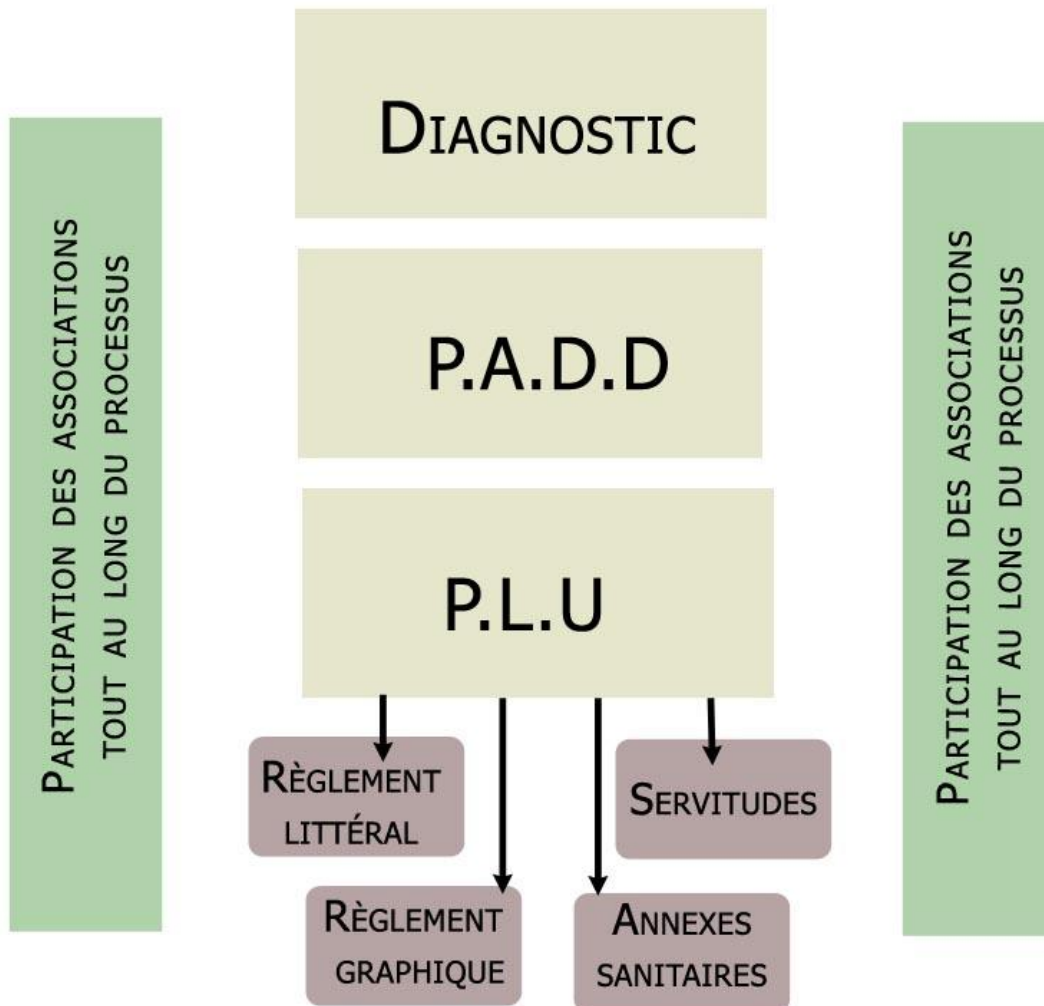 PARTICIPATION DES ASSOCIATIONS
TOUT AU LONG DU PROCESSUS
DIAGNOSTIC
P.A.D.D
P.L.U
RÈGLEMENT
LITTÉRAL
SERVITUDES
RÈGLEMENT
GRAPHIQUE
ANNEXES
SANITAIRES
PARTICIPATION DES ASSOCIATIONS
TOUT AU LONG DU PROCESSUS